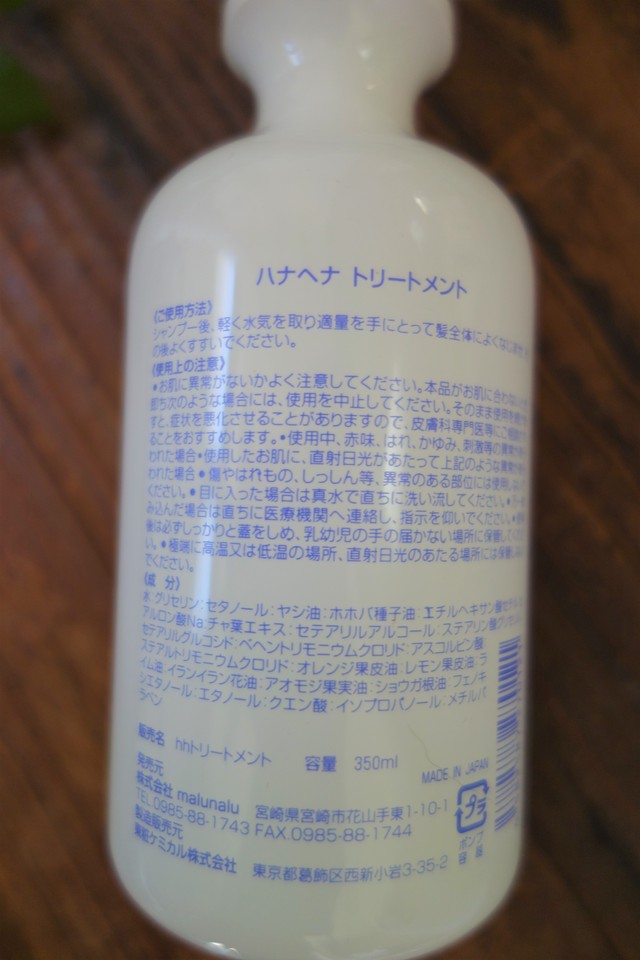 ハナヘナ トリートメント
《ご使用方法》
シャンプー後、軽く水気を取り適量を手にとって髪全体によくなじませ、そ
の後よくすすいでください。
《使用上の注意》
●お肌に異常がないかよく注意してください。本品がお肌に合わない
即ち次のような場合には、使用を中止してください。そのまま使用を続
すと、症状を悪化させることがありますので、皮膚科専門医等にご相談
ることをおすすめします。●使用中、赤味、はれ、かゆみ、刺激等の異常が
われた場合●使用したお肌に、直射日光があたって上記のような異常が
われた場合●傷やはれもの、しっしん等、異常のある部位には使用し
ください。●目に入った場合は真水で直ちに洗い流してください。
み込んだ場合は直ちに医療機関へ連絡し、指示を仰いでください。
後は必ずしっかりと蓋をしめ、乳幼児の手の届かない場所に保管して
い。●極端に高温又は低温の場所、直射日光のあたる場所には保管し
でください。
《成 分》
水:グリセリン:セタノール:ヤシ油:ホホバ種子油:エチルヘキサン酸セチル
アルロン酸Na:チャ葉エキス:セテアリルアルコール:ステアリン酸グリセリル
セテアリルグルコシド:ベヘントリモニウムクロリド:アスコルビン酸
ステアルトリモニウムクロリド:オレンジ果皮油:レモン果皮油:ラ
イム油:イランイラン花油:アオモジ果実油:ショウガ根油:フェノキ
シエタノール:エタノール:クエン酸:イソプロパノール:メチルパ
ラベン
販売名 hhトリートメント 容量 350ml
MADE IN JAPAN
発売元
株式会社 malunalu 宮崎県宮崎市花山手東1-10-1
TEL.0985-88-1743 FAX.0985-88-1744
製造販売元
東転ケミカル株式会社 東京都葛飾区西新小岩3-35-2
プラ
ポンプ
容器